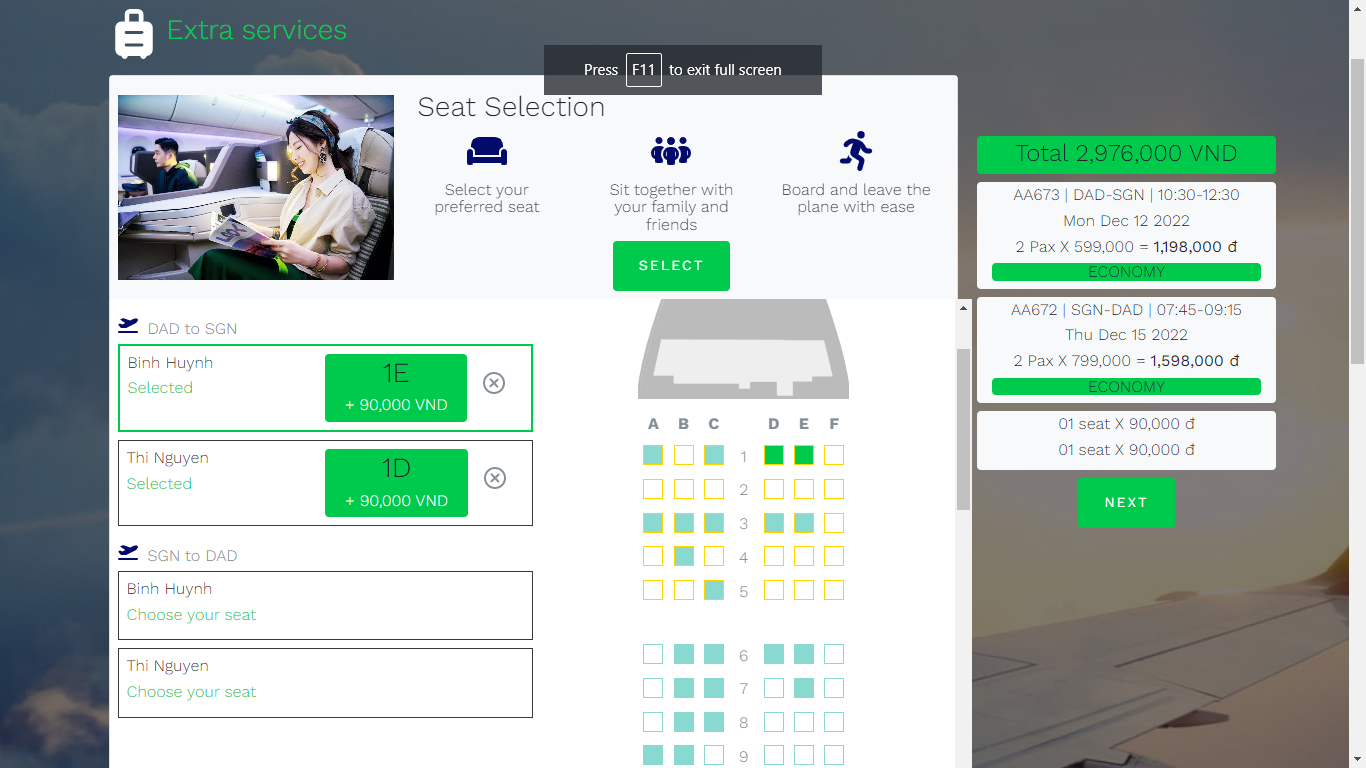 Extra services
Press F11 to exit full screen
Seat Selection
Select your
preferred seat
Sit together with
your family and
friends
Board and leave the
plane with ease
SELECT
DAD to SGN
Binh Huynh
Selected
1E
+ 90,000 VND
Thi Nguyen
Selected
1D
+ 90,000 VND
SGN to DAD
Binh Huynh
Choose your seat
Thi Nguyen
Choose your seat
A B C D E F
1
2
3
4
5
6
7
8
9
Total 2,976,000 VND
AA673 | DAD-SGN | 10:30-12:30
Mon Dec 12 2022
2 Pax X 599,000 = 1,198,000 đ
ECONOMY
AA672 | SGN-DAD | 07:45-09:15
Thu Dec 15 2022
2 Pax X 799,000 = 1,598,000 đ
ECONOMY
01 seat X 90,000 đ
01 seat X 90,000 đ
NEXT